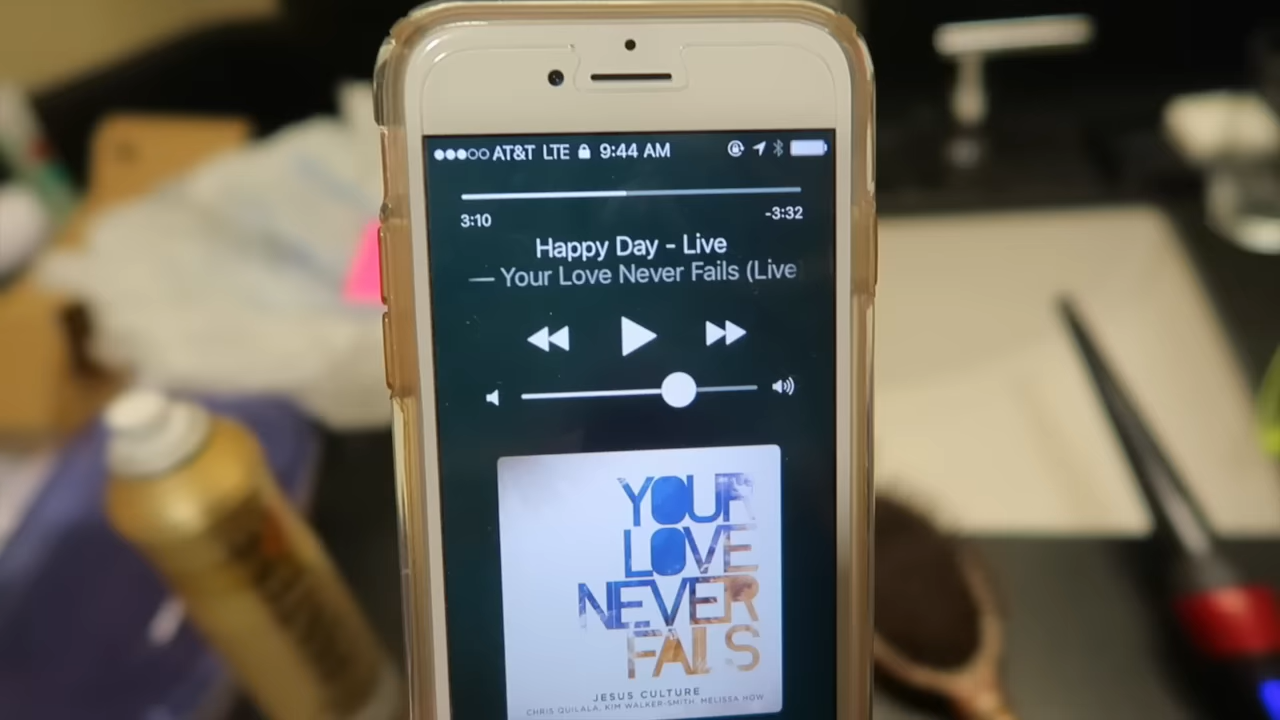 AT&T LTE 9:44 AM
3:10 -3:32
Happy Day - Live
— Your Love Never Fails (Live
YOUR
LOVE
NEVER
FAILS
JESUS CULTURE
CHRIS QUILALA, KIM WALKER-SMITH, MELISSA HOW